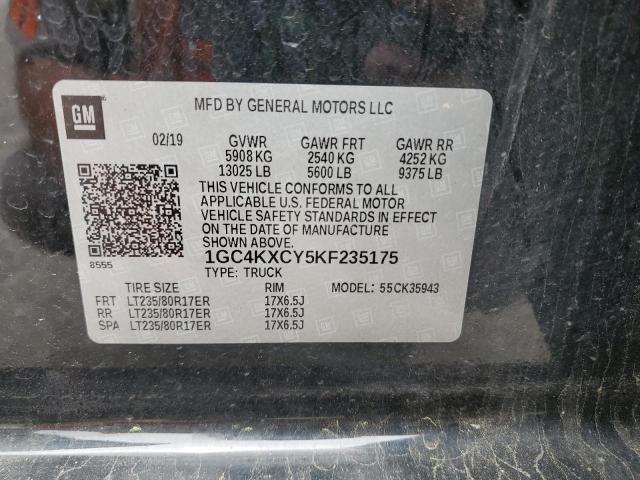 GM
MFD BY GENERAL MOTORS LLC
02/19 GVWR GAWR FRT GAWR RR
5908 KG 2540 KG 4252 KG
13025 LB 5600 LB 9375 LB
THIS VEHICLE CONFORMS TO ALL
APPLICABLE U.S. FEDERAL MOTOR
VEHICLE SAFETY STANDARDS IN EFFECT
ON THE DATE OF MANUFACTURE
SHOWN ABOVE.
8555 1GC4KXCY5KF235175
TYPE: TRUCK
TIRE SIZE RIM MODEL: 55CK35943
FRT LT235/80R17ER 17X6.5J
RR LT235/80R17ER 17X6.5J
SPA LT235/80R17ER 17X6.5J